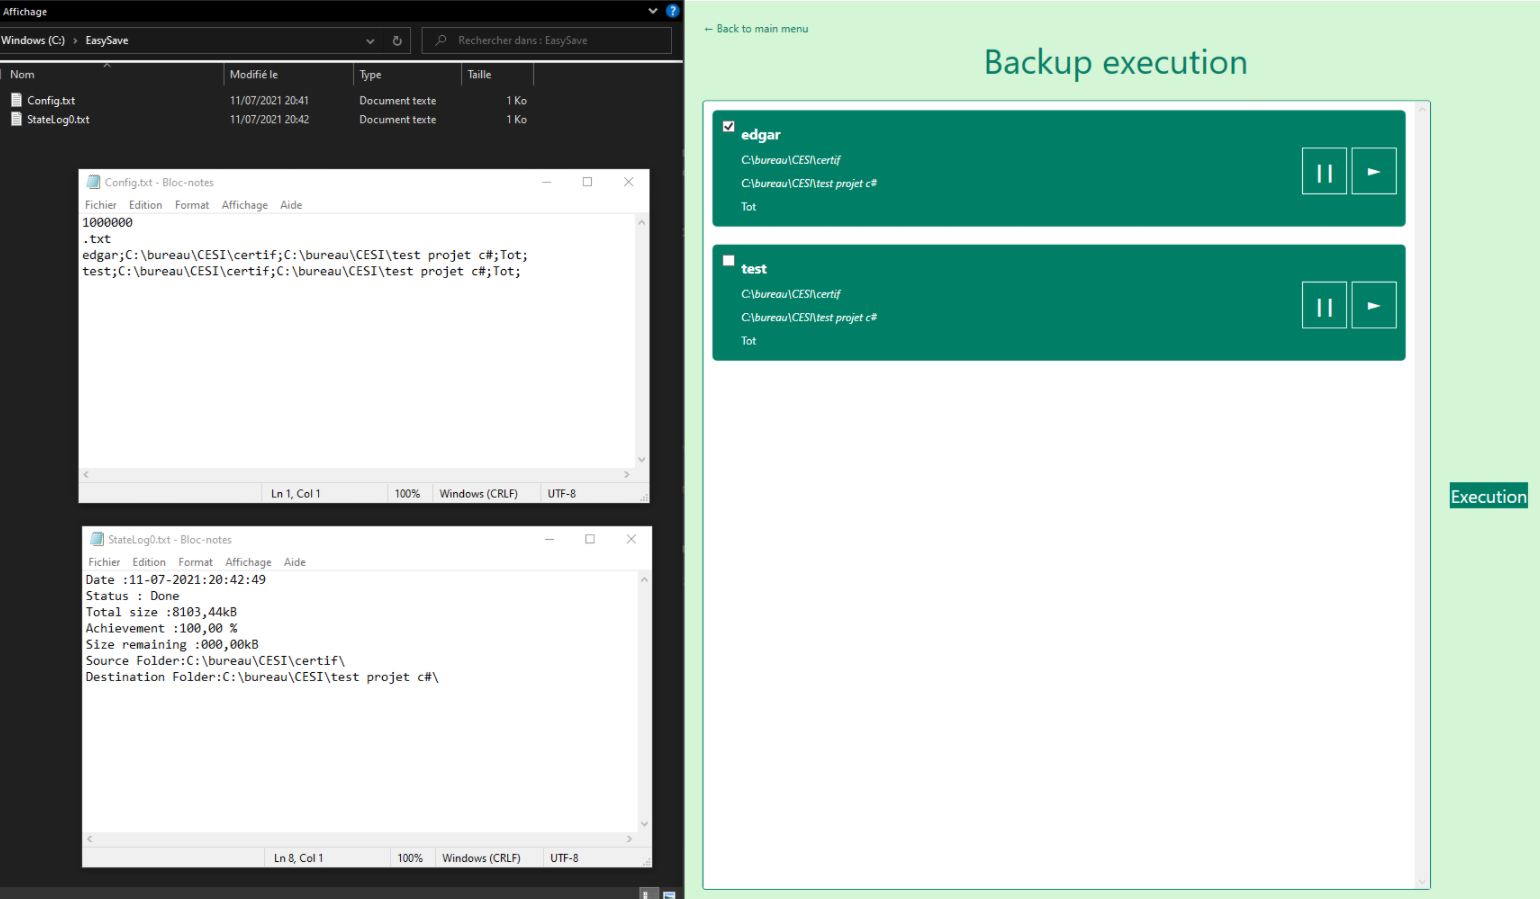 Affichage
Windows (C:) > EasySave
Rechercher dans : EasySave
Nom Modifié le Type Taille
Config.txt 11/07/2021 20:41 Document texte 1 Ko
StateLog0.txt 11/07/2021 20:42 Document texte 1 Ko
Config.txt - Bloc-notes
Fichier Edition Format Affichage Aide
1000000
.txt
edgar;C:\bureau\CESI\certif;C:\bureau\CESI\test projet c#;Tot;
test;C:\bureau\CESI\certif;C:\bureau\CESI\test projet c#;Tot;
Ln 1, Col 1 100% Windows (CRLF) UTF-8
StateLog0.txt - Bloc-notes
Fichier Edition Format Affichage Aide
Date :11-07-2021:20:42:49
Status : Done
Total size :8103,44kB
Achievement :100,00 %
Size remaining :000,00kB
Source Folder:C:\bureau\CESI\certif\
Destination Folder:C:\bureau\CESI\test projet c#\
Ln 8, Col 1 100% Windows (CRLF) UTF-8
← Back to main menu
Backup execution
edgar
C:\bureau\CESI\certif
C:\bureau\CESI\test projet c#
Tot
test
C:\bureau\CESI\certif
C:\bureau\CESI\test projet c#
Tot
Execution